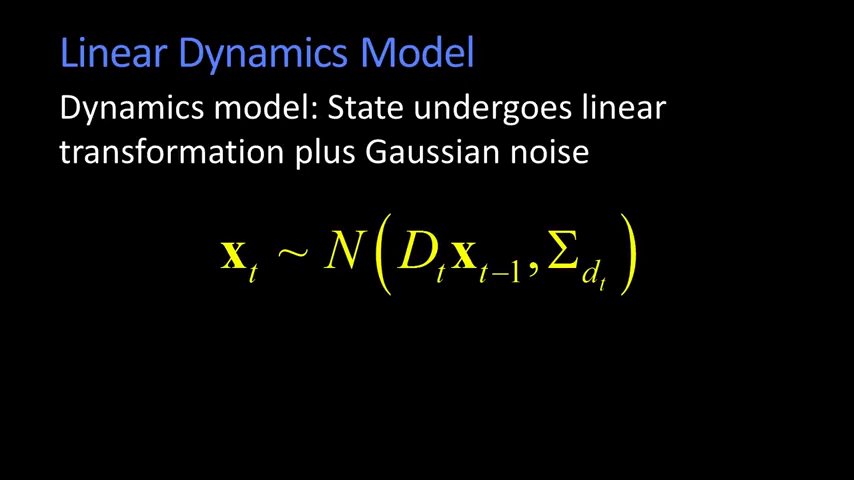 Linear Dynamics Model
Dynamics model: State undergoes linear
transformation plus Gaussian noise
𝐱_t ~ N(D_t 𝐱_{t−1}, Σ_{d_t})